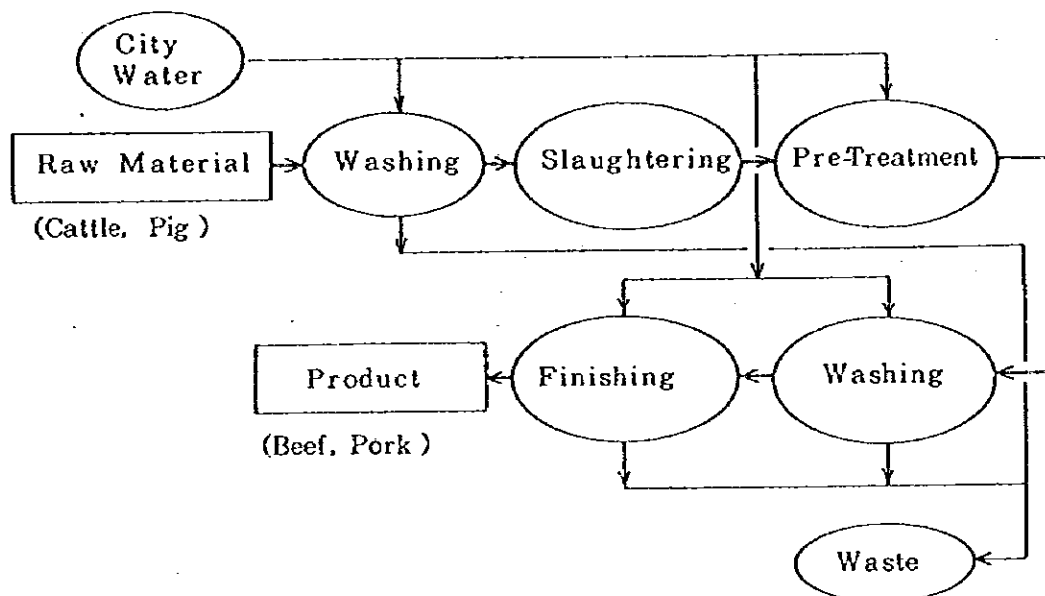 City
Water
Raw Material
(Cattle, Pig)
Washing
Slaughtering
Pre-Treatment
Product
(Beef, Pork)
Finishing
Washing
Waste